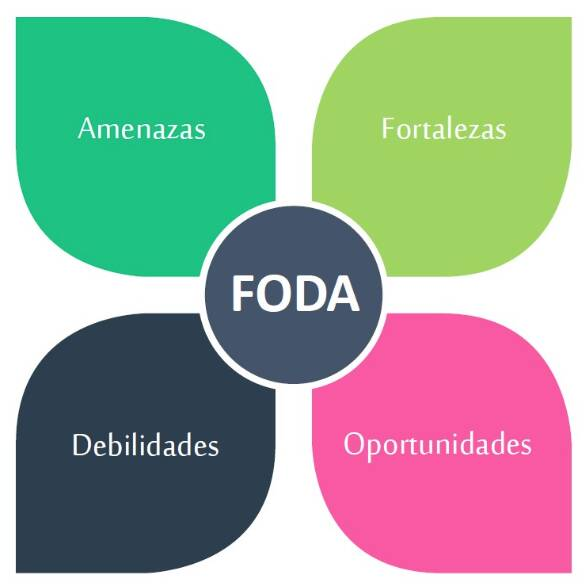 Amenazas
Fortalezas
FODA
Debilidades
Oportunidades